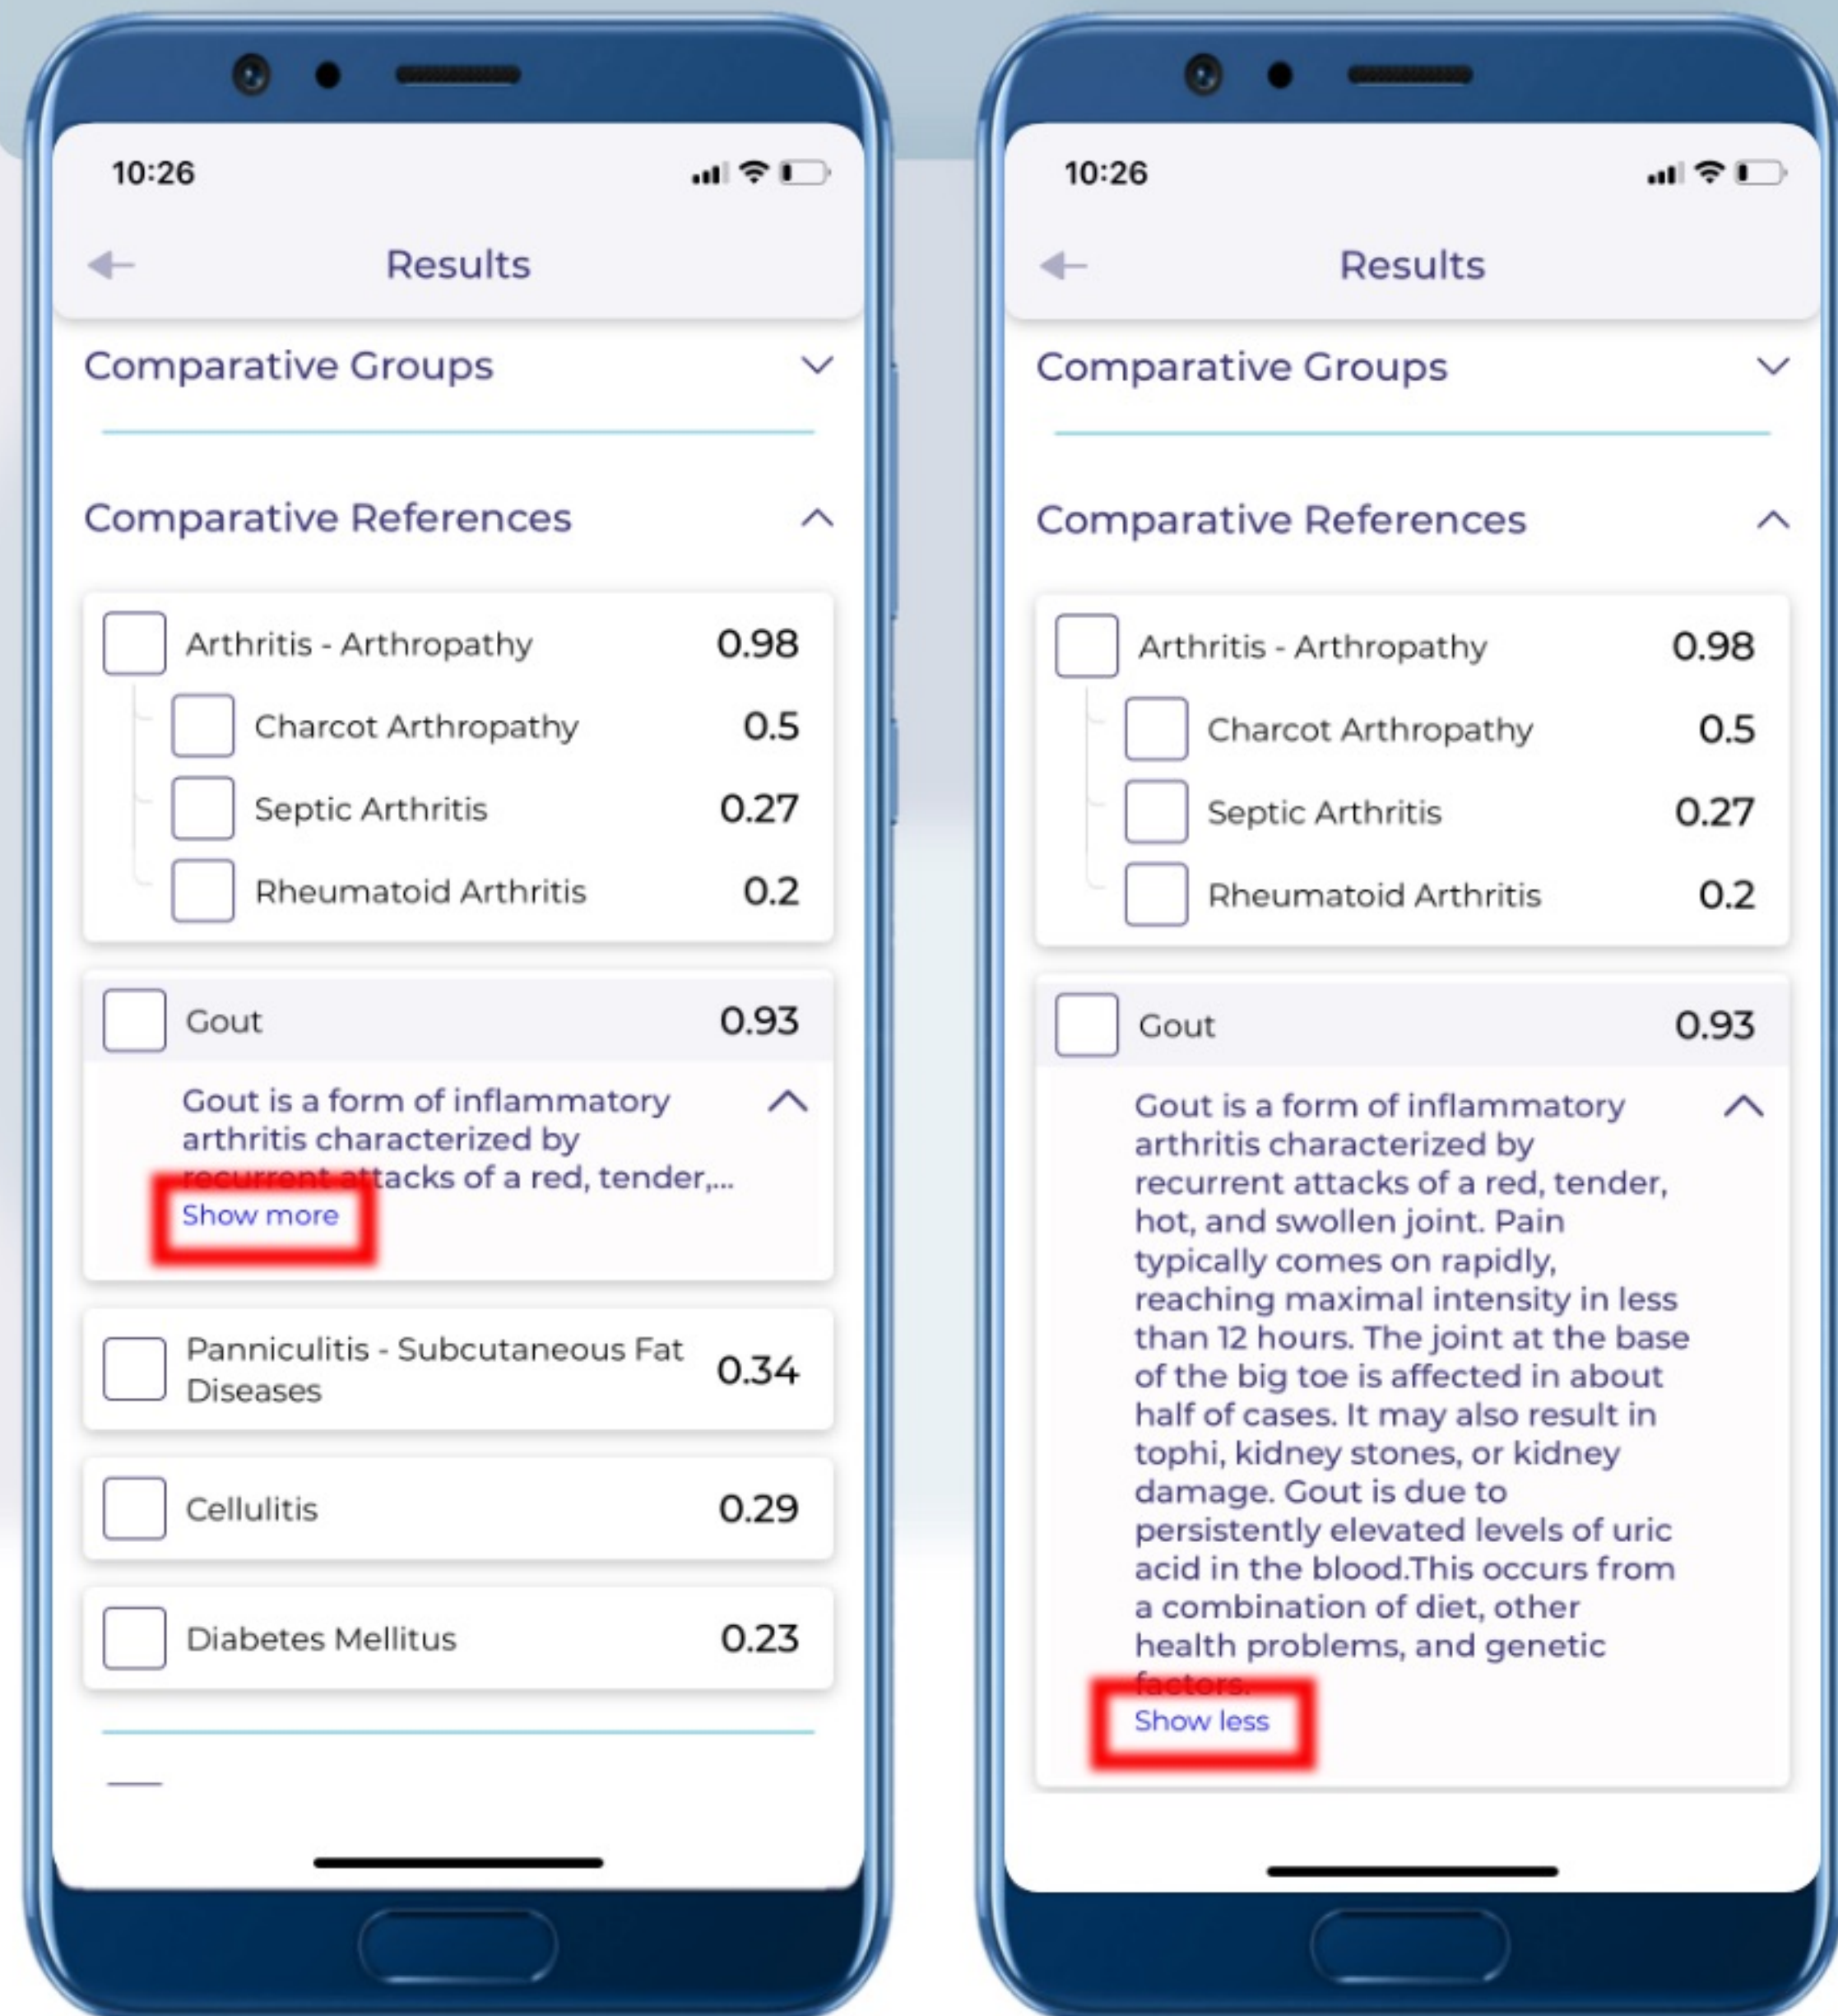 10:26
Results
Comparative Groups
Comparative References
Arthritis - Arthropathy 0.98
Charcot Arthropathy 0.5
Septic Arthritis 0.27
Rheumatoid Arthritis 0.2
Gout 0.93
Gout is a form of inflammatory
arthritis characterized by
recurrent attacks of a red, tender,...
Show more
Panniculitis - Subcutaneous Fat
Diseases 0.34
Cellulitis 0.29
Diabetes Mellitus 0.23
10:26
Results
Comparative Groups
Comparative References
Arthritis - Arthropathy 0.98
Charcot Arthropathy 0.5
Septic Arthritis 0.27
Rheumatoid Arthritis 0.2
Gout 0.93
Gout is a form of inflammatory
arthritis characterized by
recurrent attacks of a red, tender,
hot, and swollen joint. Pain
typically comes on rapidly,
reaching maximal intensity in less
than 12 hours. The joint at the base
of the big toe is affected in about
half of cases. It may also result in
tophi, kidney stones, or kidney
damage. Gout is due to
persistently elevated levels of uric
acid in the blood.This occurs from
a combination of diet, other
health problems, and genetic
factors.
Show less